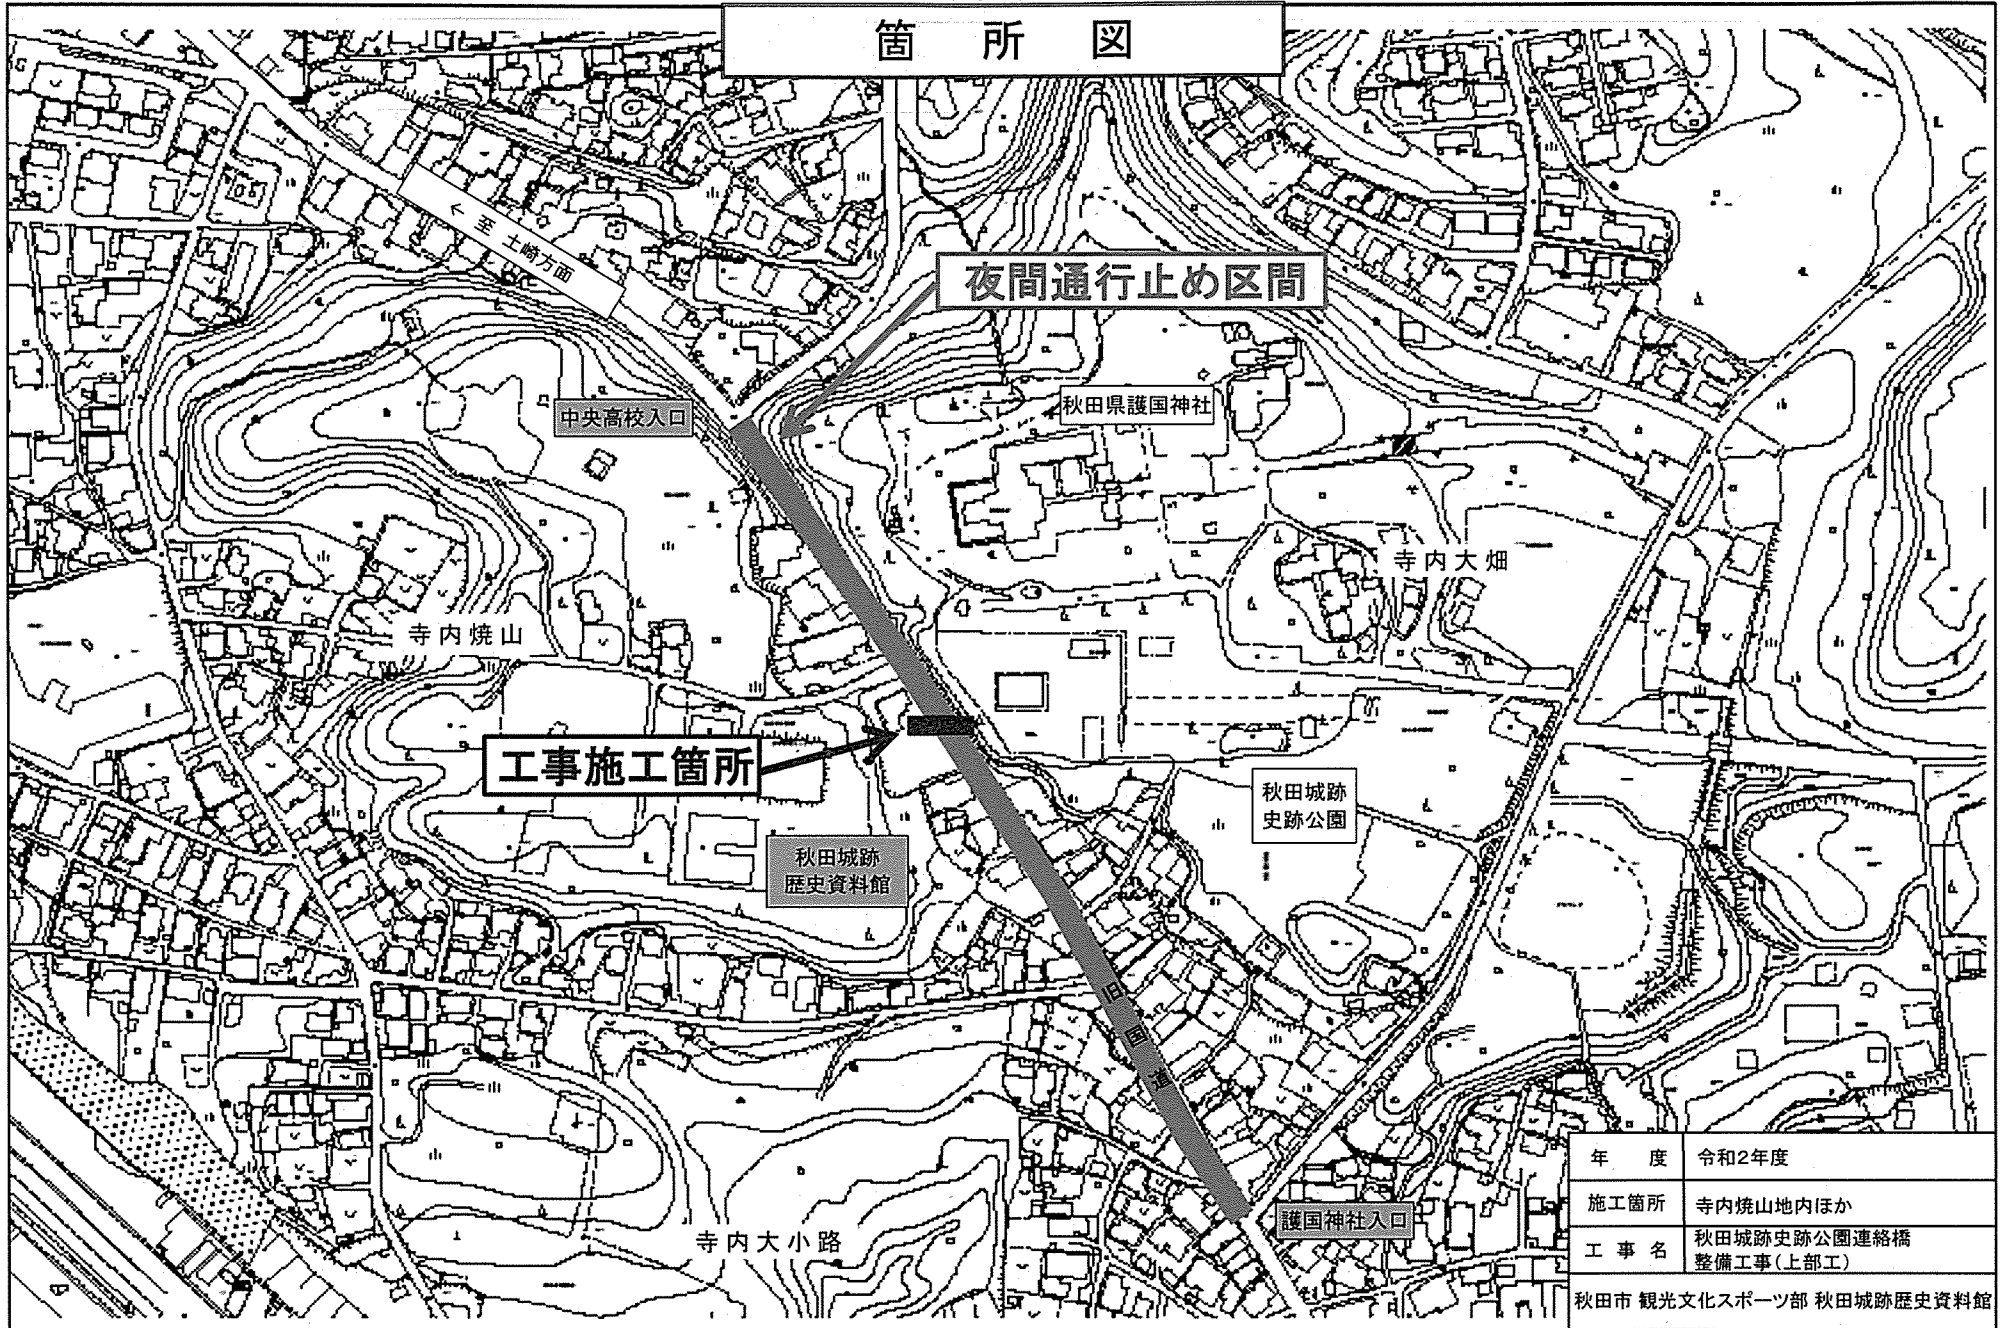 箇所図
← 至 土崎方面
夜間通行止め区間
中央高校入口
秋田県護国神社
寺内大畑
寺内焼山
工事施工箇所
秋田城跡
史跡公園
秋田城跡
歴史資料館
旧国道
護国神社入口
寺内大小路
年度 令和2年度
施工箇所 寺内焼山地内ほか
工事名 秋田城跡史跡公園連絡橋
整備工事(上部工)
秋田市 観光文化スポーツ部 秋田城跡歴史資料館